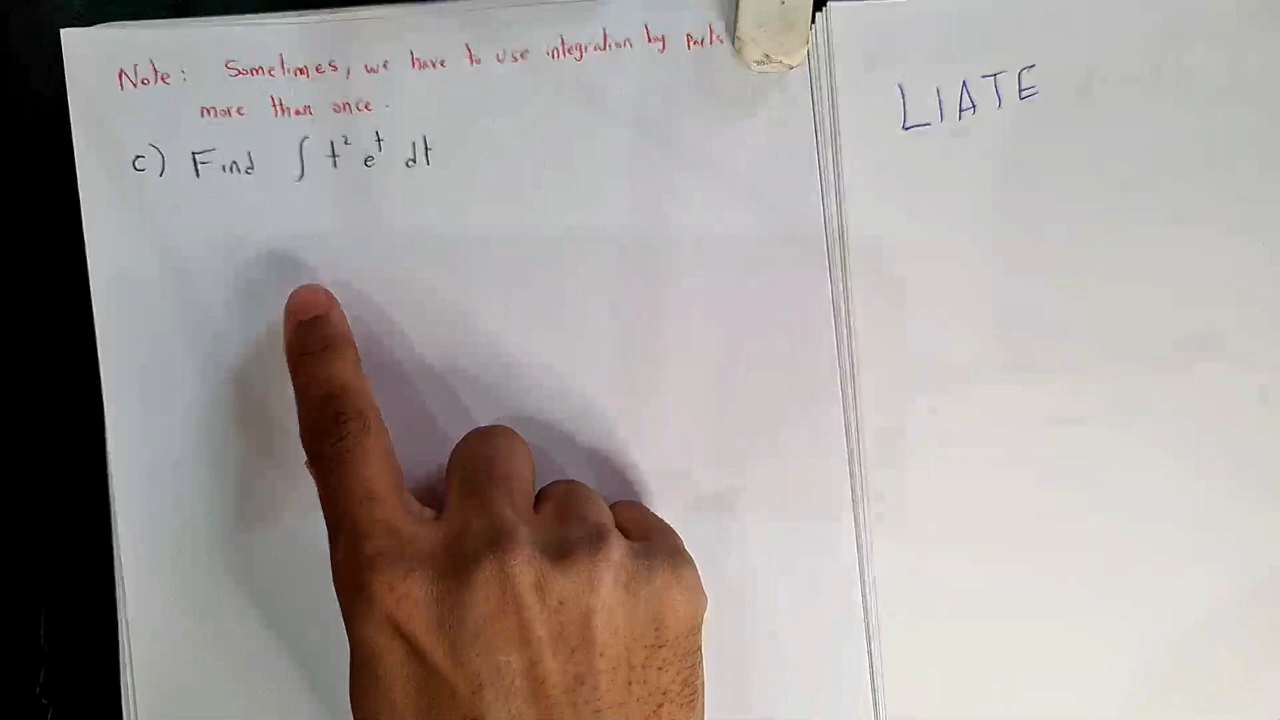 Note: Sometimes, we have to use integration by parts
more than once.
c) Find ∫ t² eᵗ dt
LIATE